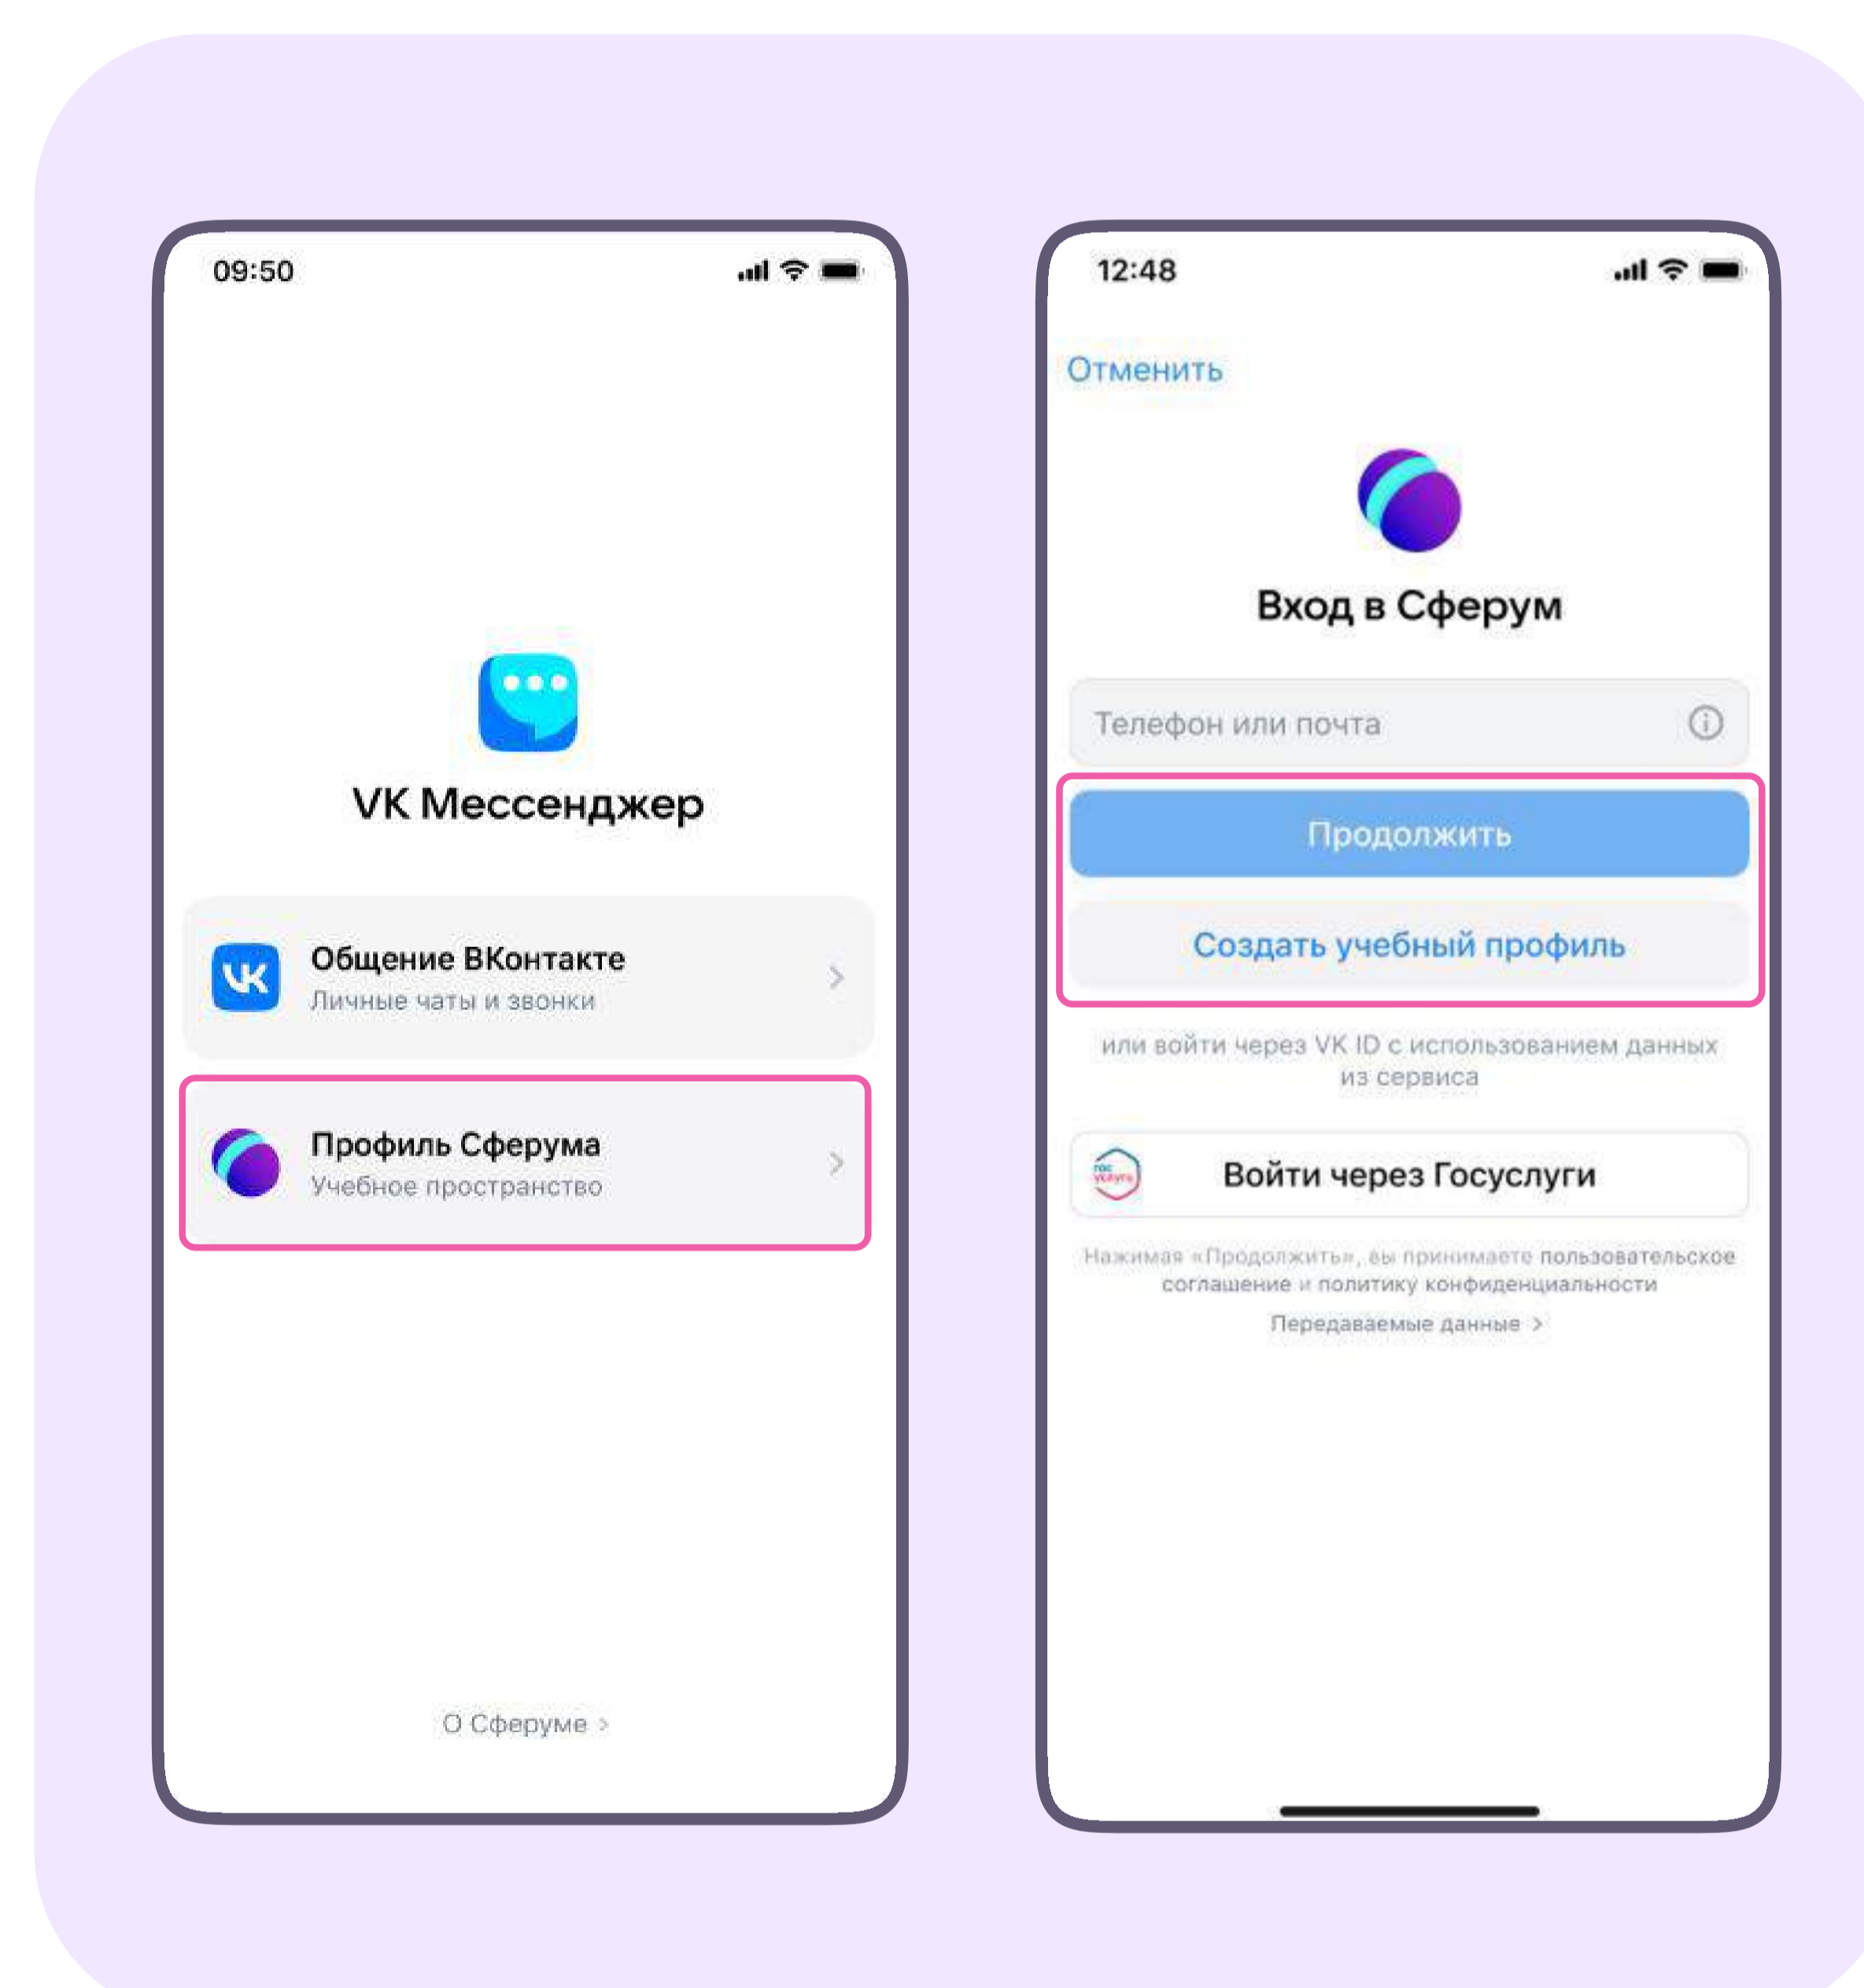 09:50
VK Мессенджер
Общение ВКонтакте
Личные чаты и звонки
Профиль Сферума
Учебное пространство
О Сферуме >
12:48
Отменить
Вход в Сферум
Телефон или почта
Продолжить
Создать учебный профиль
или войти через VK ID с использованием данных
из сервиса
гос
услуги
Войти через Госуслуги
Нажимая «Продолжить», вы принимаете пользовательское
соглашение и политику конфиденциальности
Передаваемые данные >